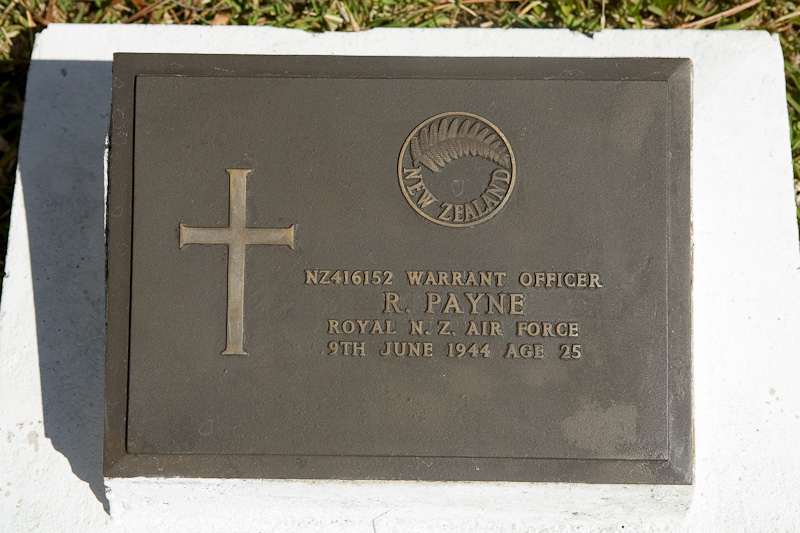 NEW ZEALAND
NZ416152 WARRANT OFFICER
R. PAYNE
ROYAL N. Z. AIR FORCE
9TH JUNE 1944 AGE 25